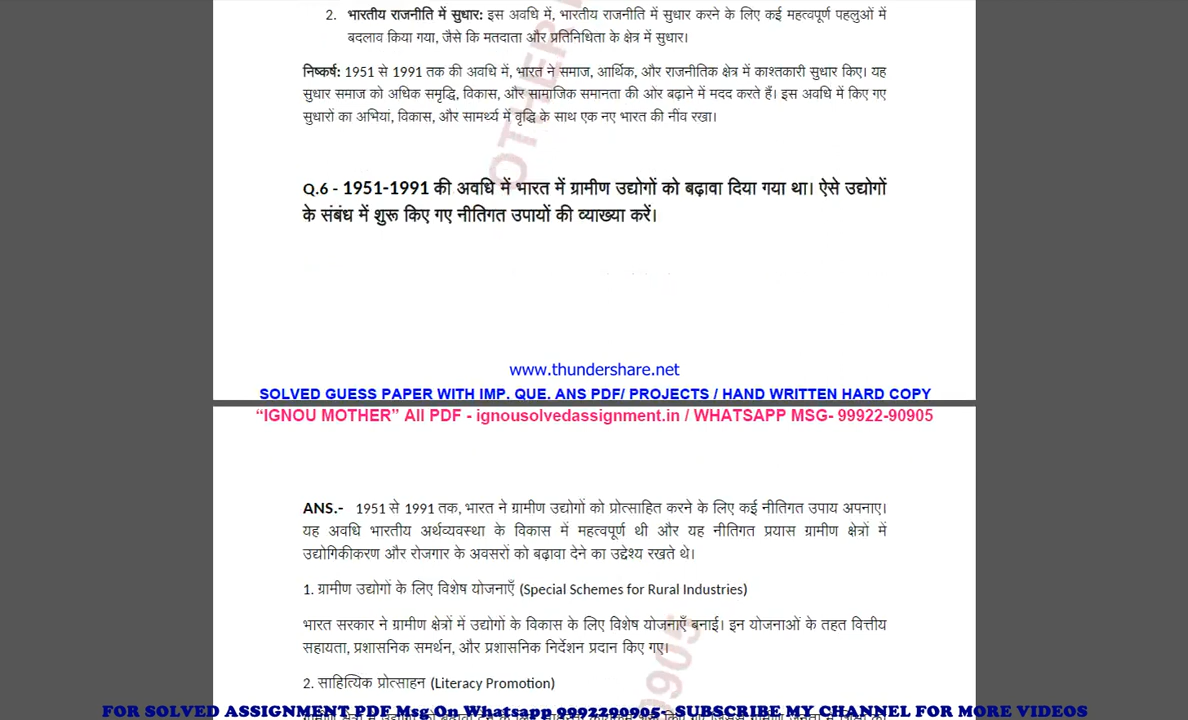 2. भारतीय राजनीति में सुधार: इस अवधि में, भारतीय राजनीति में सुधार करने के लिए कई महत्वपूर्ण पहलुओं में
बदलाव किया गया, जैसे कि मतदाता और प्रतिनिधिता के क्षेत्र में सुधार।
निष्कर्ष: 1951 से 1991 तक की अवधि में, भारत ने समाज, आर्थिक, और राजनीतिक क्षेत्र में काश्तकारी सुधार किए। यह
सुधार समाज को अधिक समृद्धि, विकास, और सामाजिक समानता की ओर बढ़ाने में मदद करते हैं। इस अवधि में किए गए
सुधारों का अभियां, विकास, और सामर्थ्य में वृद्धि के साथ एक नए भारत की नींव रखा।
Q.6 - 1951-1991 की अवधि में भारत में ग्रामीण उद्योगों को बढ़ावा दिया गया था। ऐसे उद्योगों
के संबंध में शुरू किए गए नीतिगत उपायों की व्याख्या करें।
www.thundershare.net
SOLVED GUESS PAPER WITH IMP. QUE. ANS PDF/ PROJECTS / HAND WRITTEN HARD COPY
“IGNOU MOTHER” All PDF - ignousolvedassignment.in / WHATSAPP MSG- 99922-90905
ANS.- 1951 से 1991 तक, भारत ने ग्रामीण उद्योगों को प्रोत्साहित करने के लिए कई नीतिगत उपाय अपनाए।
यह अवधि भारतीय अर्थव्यवस्था के विकास में महत्वपूर्ण थी और यह नीतिगत प्रयास ग्रामीण क्षेत्रों में
उद्योगिकीकरण और रोजगार के अवसरों को बढ़ावा देने का उद्देश्य रखते थे।
1. ग्रामीण उद्योगों के लिए विशेष योजनाएँ (Special Schemes for Rural Industries)
भारत सरकार ने ग्रामीण क्षेत्रों में उद्योगों के विकास के लिए विशेष योजनाएँ बनाईं। इन योजनाओं के तहत वित्तीय
सहायता, प्रशासनिक समर्थन, और प्रशासनिक निर्देशन प्रदान किए गए।
2. साहित्यिक प्रोत्साहन (Literacy Promotion)
FOR SOLVED ASSIGNMENT PDF Msg On Whatsapp 9992290905- SUBSCRIBE MY CHANNEL FOR MORE VIDEOS